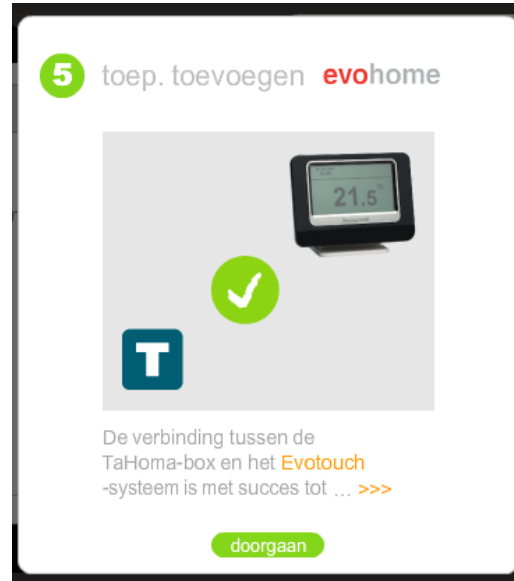 5 toep. toevoegen evohome
21.5°
T
De verbinding tussen de
TaHoma-box en het Evotouch
-systeem is met succes tot ... >>>
doorgaan